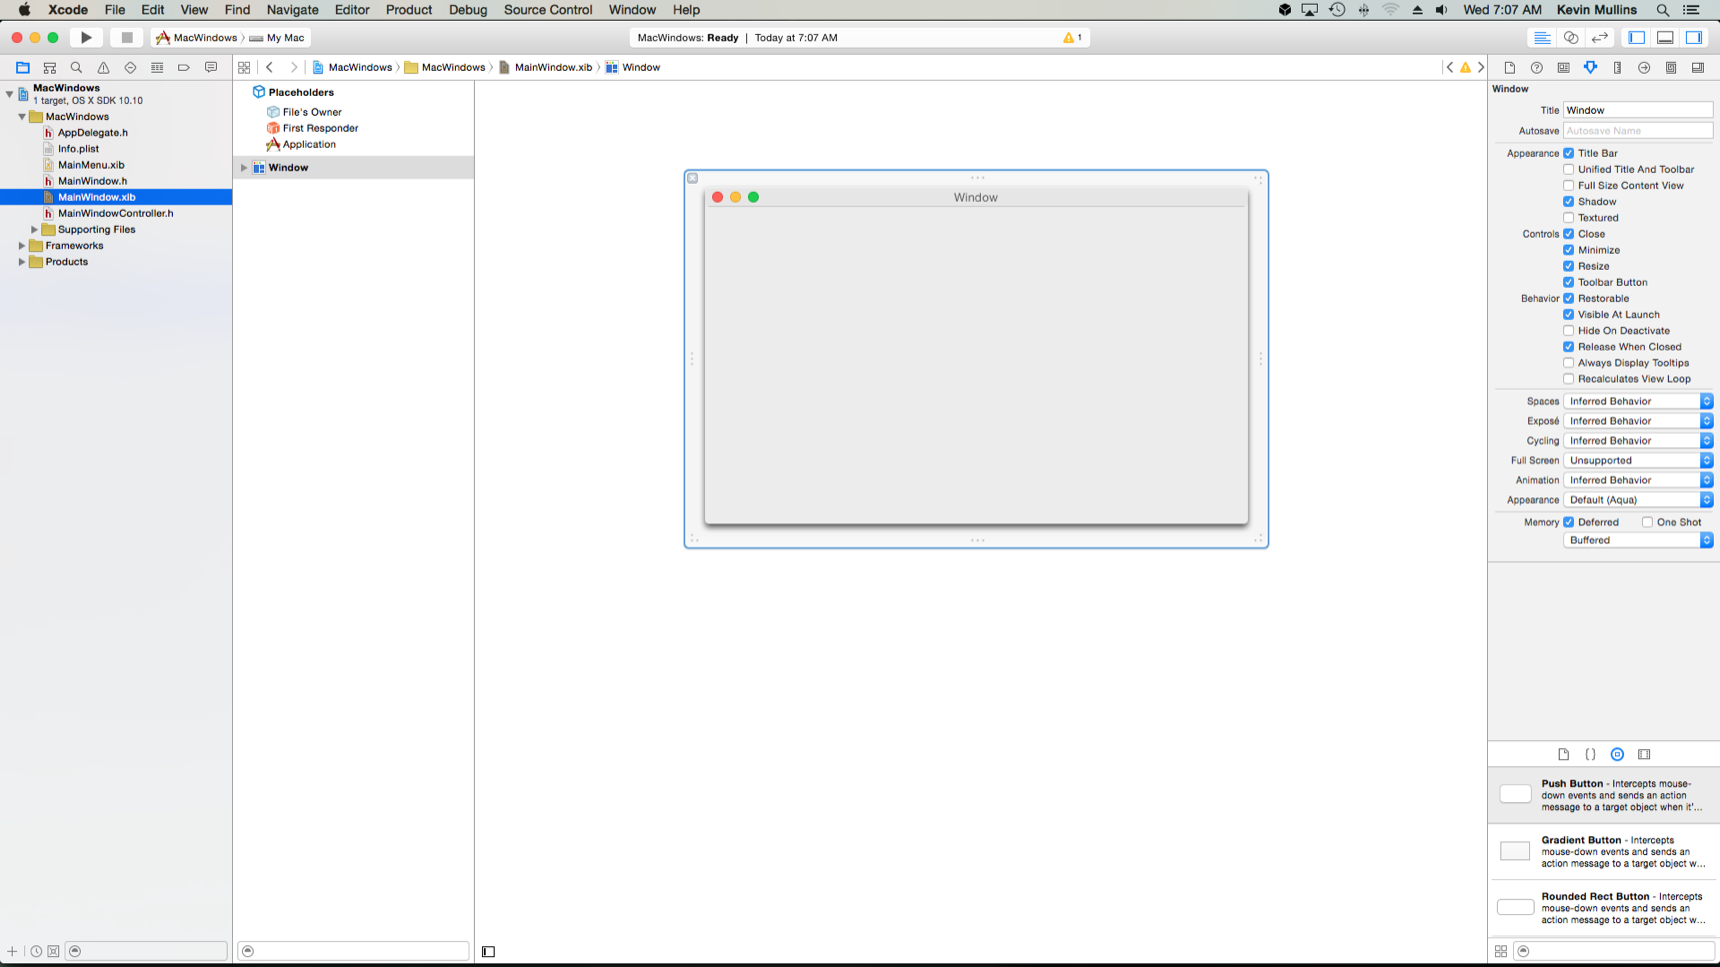 Xcode File Edit View Find Navigate Editor Product Debug Source Control Window Help Wed 7:07 AM Kevin Mullins
MacWindows My Mac MacWindows: Ready | Today at 7:07 AM 1
MacWindows MacWindows MainWindow.xib Window
MacWindows
1 target, OS X SDK 10.10
MacWindows
AppDelegate.h
Info.plist
MainMenu.xib
MainWindow.h
MainWindow.xib
MainWindowController.h
Supporting Files
Frameworks
Products
Placeholders
File's Owner
First Responder
Application
Window
Window
Window
Title Window
Autosave Autosave Name
Appearance Title Bar
Unified Title And Toolbar
Full Size Content View
Shadow
Textured
Controls Close
Minimize
Resize
Toolbar Button
Behavior Restorable
Visible At Launch
Hide On Deactivate
Release When Closed
Always Display Tooltips
Recalculates View Loop
Spaces Inferred Behavior
Exposé Inferred Behavior
Cycling Inferred Behavior
Full Screen Unsupported
Animation Inferred Behavior
Appearance Default (Aqua)
Memory Deferred One Shot
Buffered
Push Button - Intercepts mouse-
down events and sends an action
message to a target object when it'...
Gradient Button - Intercepts
mouse-down events and sends an
action message to a target object w...
Rounded Rect Button - Intercepts
mouse-down events and sends an
action message to a target object w...